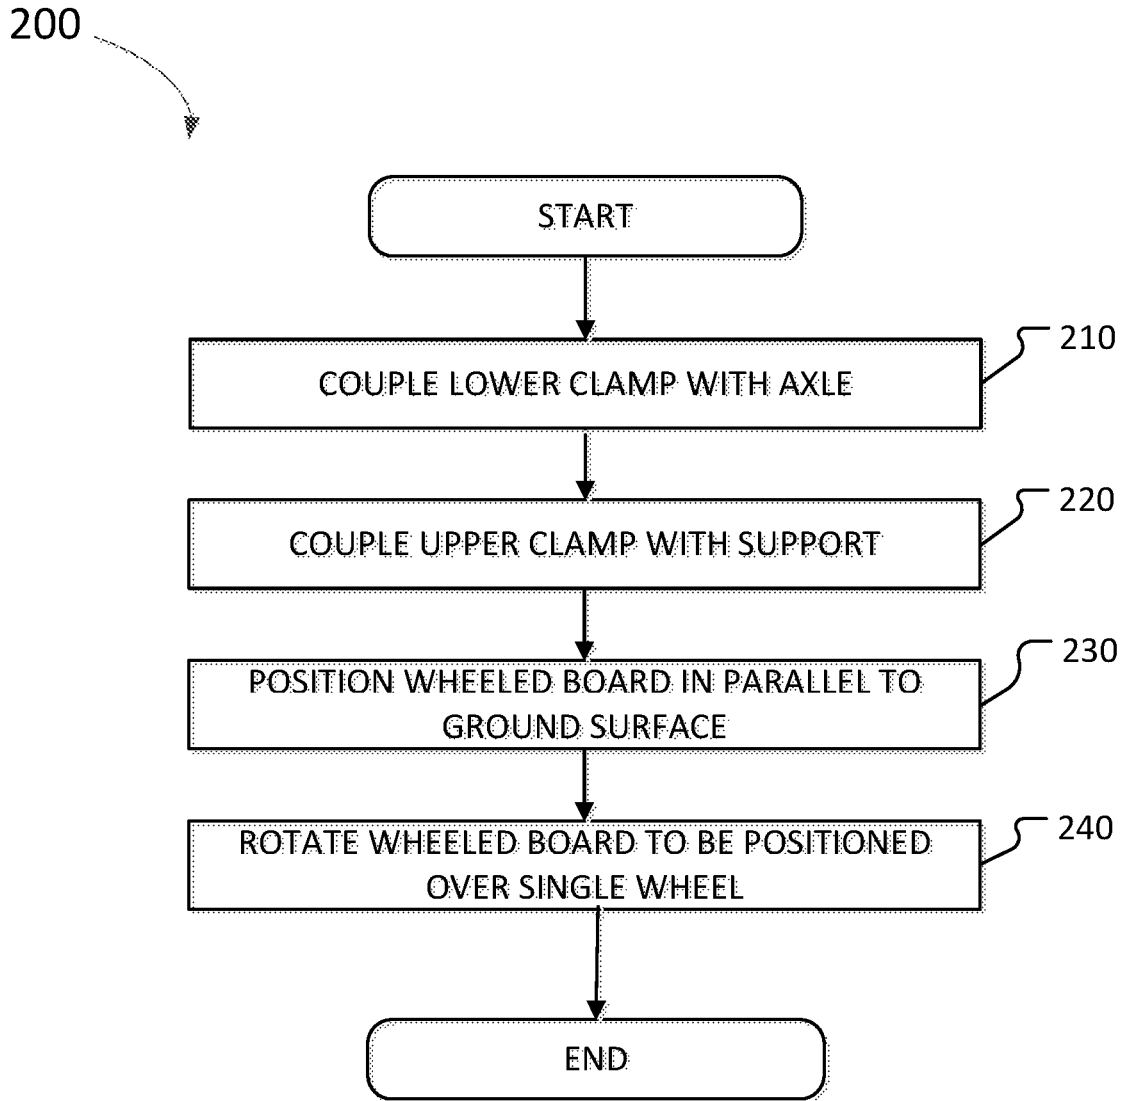 200
START
COUPLE LOWER CLAMP WITH AXLE
210
COUPLE UPPER CLAMP WITH SUPPORT
220
POSITION WHEELED BOARD IN PARALLEL TO
GROUND SURFACE
230
ROTATE WHEELED BOARD TO BE POSITIONED
OVER SINGLE WHEEL
240
END